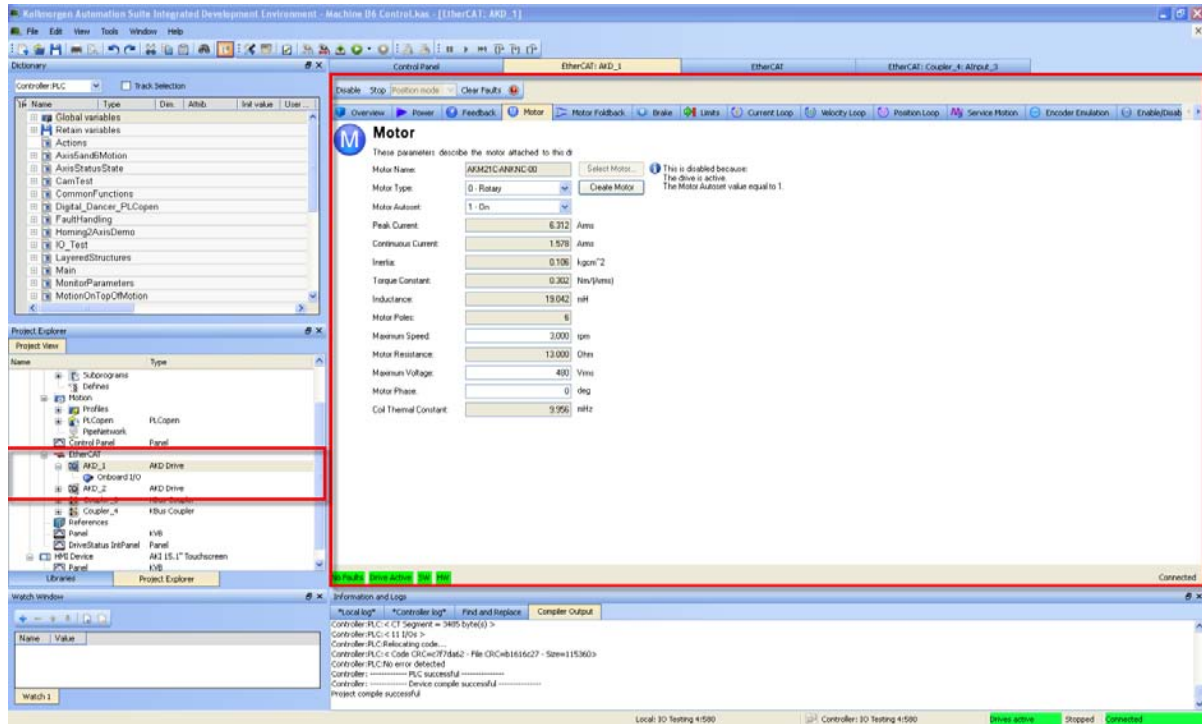 Kollmorgen Automation Suite Integrated Development Environment - Machine B6 Control.kas - [EtherCAT: AKD_1]
File Edit View Tools Window Help
Dictionary
Controller:PLC Track Selection
Name Type Dim. Attrib. Init value User...
Global variables
Retain variables
Actions
Axis5and6Motion
AxisStatusState
CamTest
CommonFunctions
Digital_Dancer_PLCopen
FaultHandling
Homing2AxisDemo
IO_Test
LayeredStructures
Main
MonitorParameters
MotionOnTopOfMotion
Project Explorer
Project View
Name Type
Subprograms
Defines
Motion
Profiles
PLCopen PLCopen
PipeNetwork
Control Panel Panel
EtherCAT
AKD_1 AKD Drive
Onboard I/O
AKD_2 AKD Drive
Coupler
Coupler_4 KBus Coupler
References
Panel KVB
DriveStatus IntPanel Panel
HMI Device AKI 15.1" Touchscreen
Panel KVB
Libraries Project Explorer
Watch Window
Name Value
Watch 1
Control Panel EtherCAT: AKD_1 EtherCAT EtherCAT: Coupler_4: AInput_3
Disable Stop Position mode Clear Faults
Overview Power Feedback Motor Motor Foldback Brake Limits Current Loop Velocity Loop Position Loop Service Motion Encoder Emulation Enable/Disab
Motor
These parameters describe the motor attached to this dr
Motor Name: AKM21C-ANKNC-00 Select Motor... This is disabled because:
The drive is active.
Motor Type: 0 - Rotary Create Motor The Motor Autoset value equal to 1.
Motor Autoset: 1 - On
Peak Current: 6.312 Arms
Continuous Current: 1.578 Arms
Inertia: 0.106 kgcm^2
Torque Constant: 0.302 Nm/(Arms)
Inductance: 19.042 mH
Motor Poles: 6
Maximum Speed: 3,000 rpm
Motor Resistance: 13.000 Ohm
Maximum Voltage: 480 Vrms
Motor Phase: 0 deg
Coil Thermal Constant: 9.956 mHz
No Faults Drive Active SW HW Connected
Information and Logs
*Local log* *Controller log* Find and Replace Compiler Output
Controller:PLC:< CT Segment = 3485 byte(s) >
Controller:PLC:< 11 I/Os >
Controller:PLC:Relocating code...
Controller:PLC:< Code CRC=c7f7da62 - File CRC=b1616c27 - Size=115360>
Controller:PLC:No error detected
Controller: ------------- PLC successful ---------------
Controller: ------------- Device compile successful ---------------
Project compile successful
Local: IO Testing 4:580 Controller: IO Testing 4:580 Drives active Stopped Connected